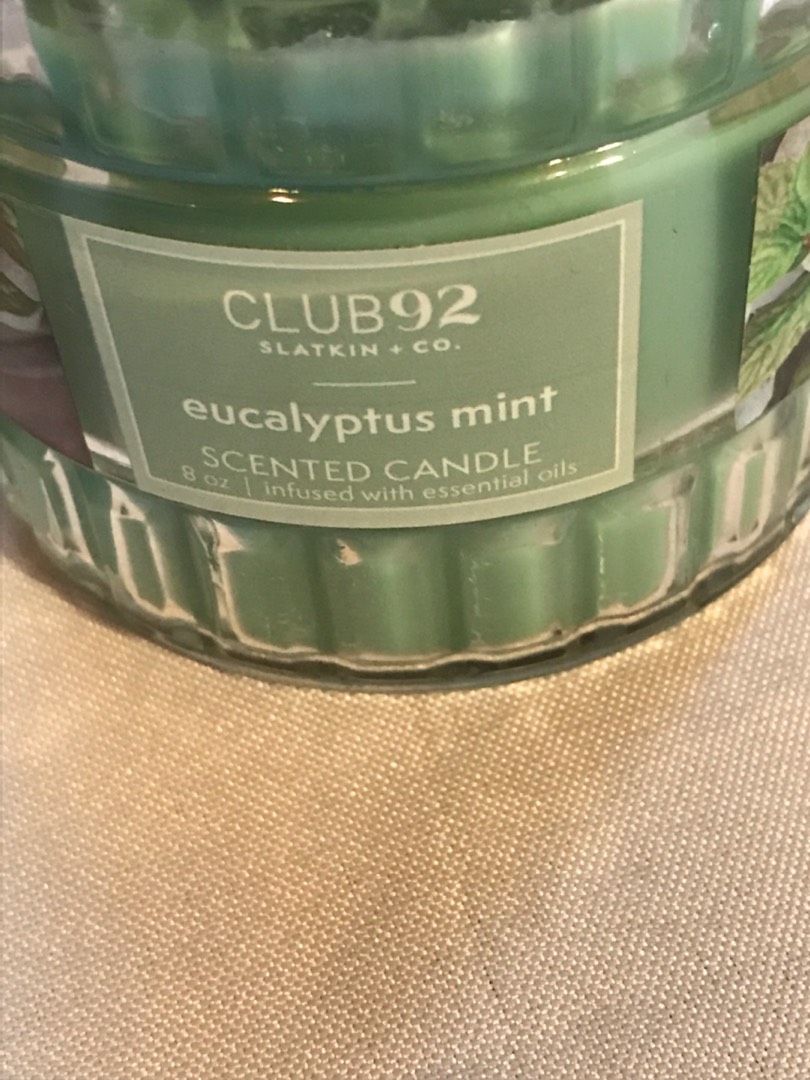 CLUB92
SLATKIN + CO.
eucalyptus mint
SCENTED CANDLE
8 oz | infused with essential oils